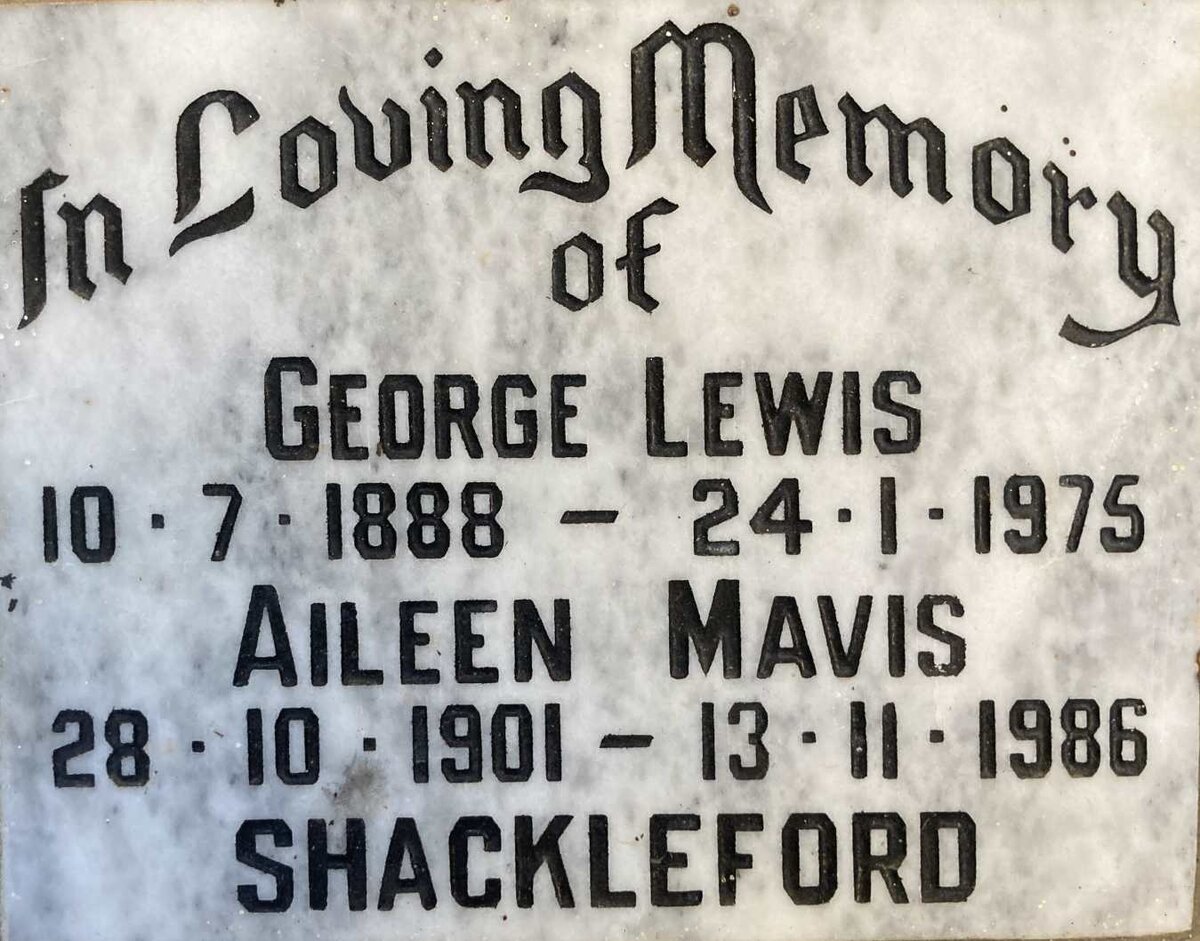 In Loving Memory
of
GEORGE LEWIS
10 · 7 · 1888 – 24 · 1 · 1975
AILEEN MAVIS
28 · 10 · 1901 – 13 · 11 · 1986
SHACKLEFORD